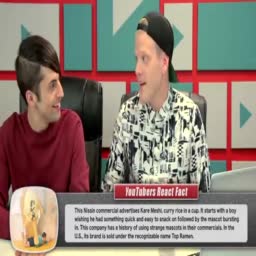 YouTubers React Fact
This Nissin commercial advertises Kare Meshi, curry rice in a cup. It starts with a boy
wishing he had something quick and easy to snack on followed by the mascot bursting
in. This company has a history of using strange mascots in their commercials. In the
U.S., its brand is sold under the recognizable name Top Ramen.